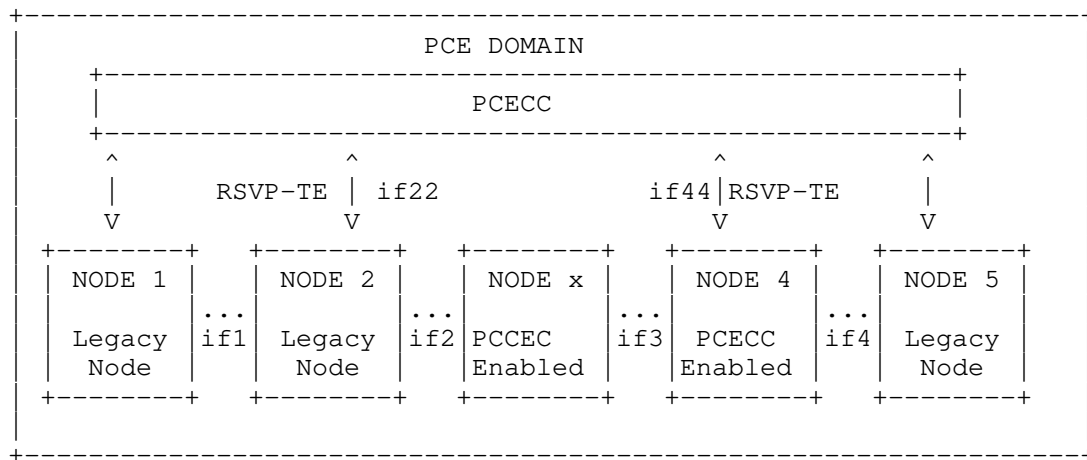 PCE DOMAIN
PCECC
RSVP-TE if22 if44 RSVP-TE
NODE 1 NODE 2 NODE x NODE 4 NODE 5
... ... ... ...
Legacy if1 Legacy if2 PCCEC if3 PCECC if4 Legacy
Node Node Enabled Enabled Node